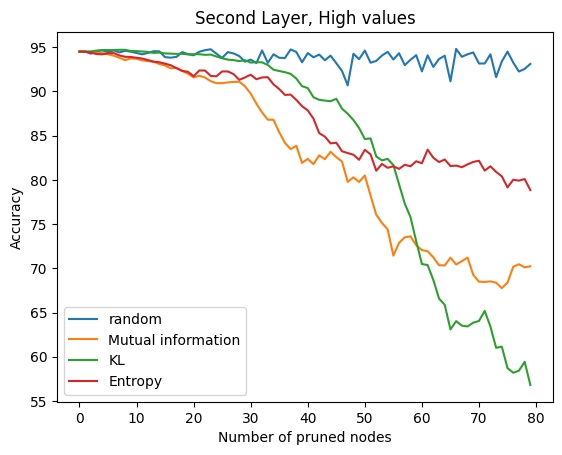 Second Layer, High values
Accuracy
95
90
85
80
75
70
65
60
55
random
Mutual information
KL
Entropy
0 10 20 30 40 50 60 70 80
Number of pruned nodes